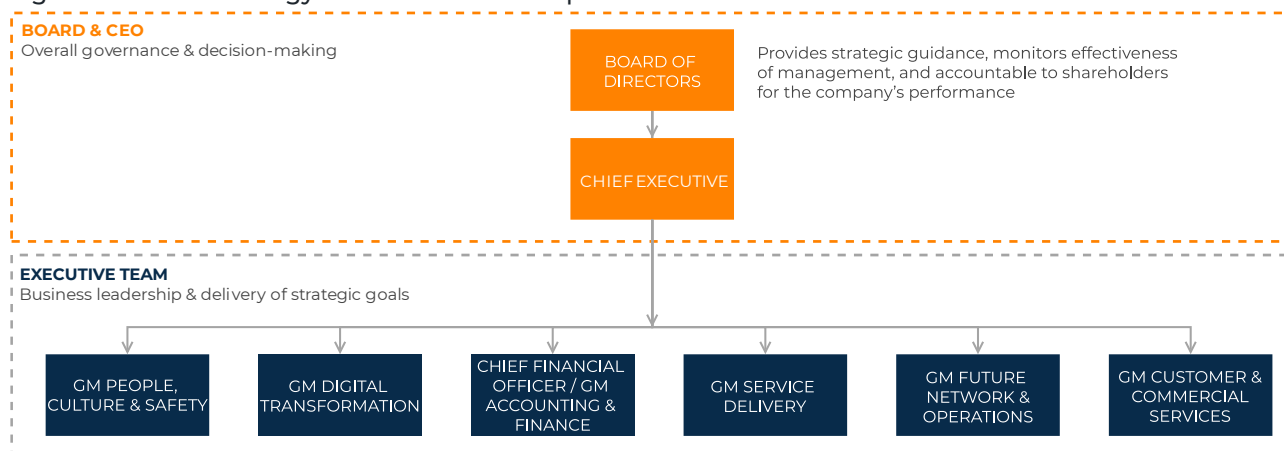 BOARD & CEO
Overall governance & decision-making
BOARD OF
DIRECTORS
Provides strategic guidance, monitors effectiveness
of management, and accountable to shareholders
for the company’s performance
CHIEF EXECUTIVE
EXECUTIVE TEAM
Business leadership & delivery of strategic goals
GM PEOPLE,
CULTURE & SAFETY
GM DIGITAL
TRANSFORMATION
CHIEF FINANCIAL
OFFICER / GM
ACCOUNTING &
FINANCE
GM SERVICE
DELIVERY
GM FUTURE
NETWORK &
OPERATIONS
GM CUSTOMER &
COMMERCIAL
SERVICES